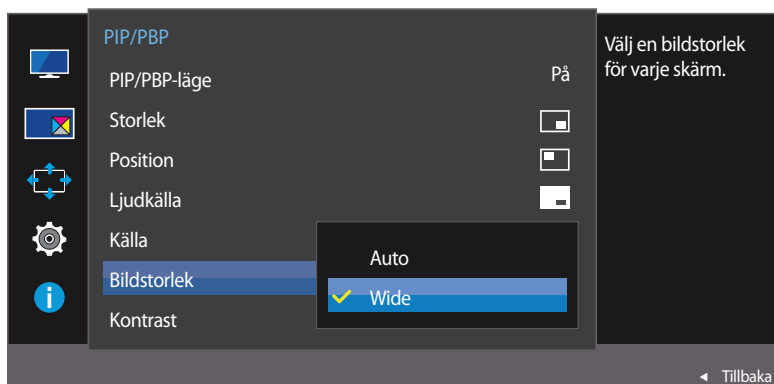 PIP/PBP
PIP/PBP-läge På
Storlek
Position
Ljudkälla
Källa
Bildstorlek
Kontrast
Auto
Wide
Välj en bildstorlek
för varje skärm.
Tillbaka